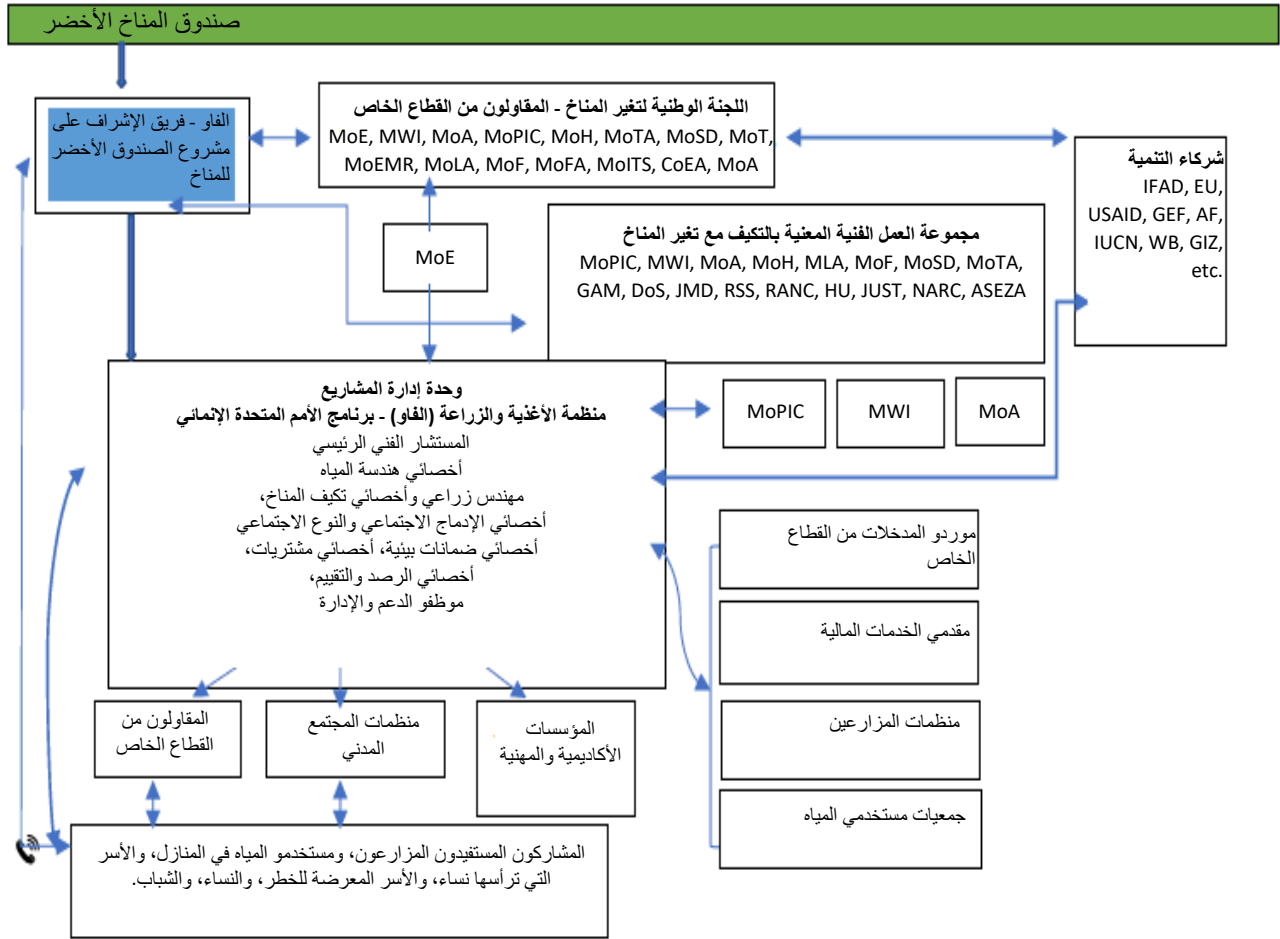 صندوق المناخ الأخضر
الفاو - فريق الإشراف على
مشروع الصندوق الأخضر
للمناخ
اللجنة الوطنية لتغير المناخ - المقاولون من القطاع الخاص
MoE, MWI, MoA, MoPIC, MoH, MoTA, MoSD, MoT,
MoEMR, MoLA, MoF, MoFA, MoITS, CoEA, MoA
شركاء التنمية
IFAD, EU,
USAID, GEF, AF,
IUCN, WB, GIZ,
etc.
MoE
مجموعة العمل الفنية المعنية بالتكيف مع تغير المناخ
MoPIC, MWI, MoA, MoH, MLA, MoF, MoSD, MoTA,
GAM, DoS, JMD, RSS, RANC, HU, JUST, NARC, ASEZA
وحدة إدارة المشاريع
منظمة الأغذية والزراعة (الفاو) - برنامج الأمم المتحدة الإنمائي
المستشار الفني الرئيسي
أخصائي هندسة المياه
مهندس زراعي وأخصائي تكيف المناخ،
أخصائي الإدماج الاجتماعي والنوع الاجتماعي
أخصائي ضمانات بيئية، أخصائي مشتريات،
أخصائي الرصد والتقييم،
موظفو الدعم والإدارة
MoPIC
MWI
MoA
موردو المدخلات من القطاع
الخاص
مقدمي الخدمات المالية
منظمات المزارعين
جمعيات مستخدمي المياه
المقاولون من
القطاع الخاص
منظمات المجتمع
المدني
المؤسسات
الأكاديمية والمهنية
المشاركون المستفيدون المزارعون، ومستخدمو المياه في المنازل، والأسر
التي ترأسها نساء، والأسر المعرضة للخطر، والنساء، والشباب.